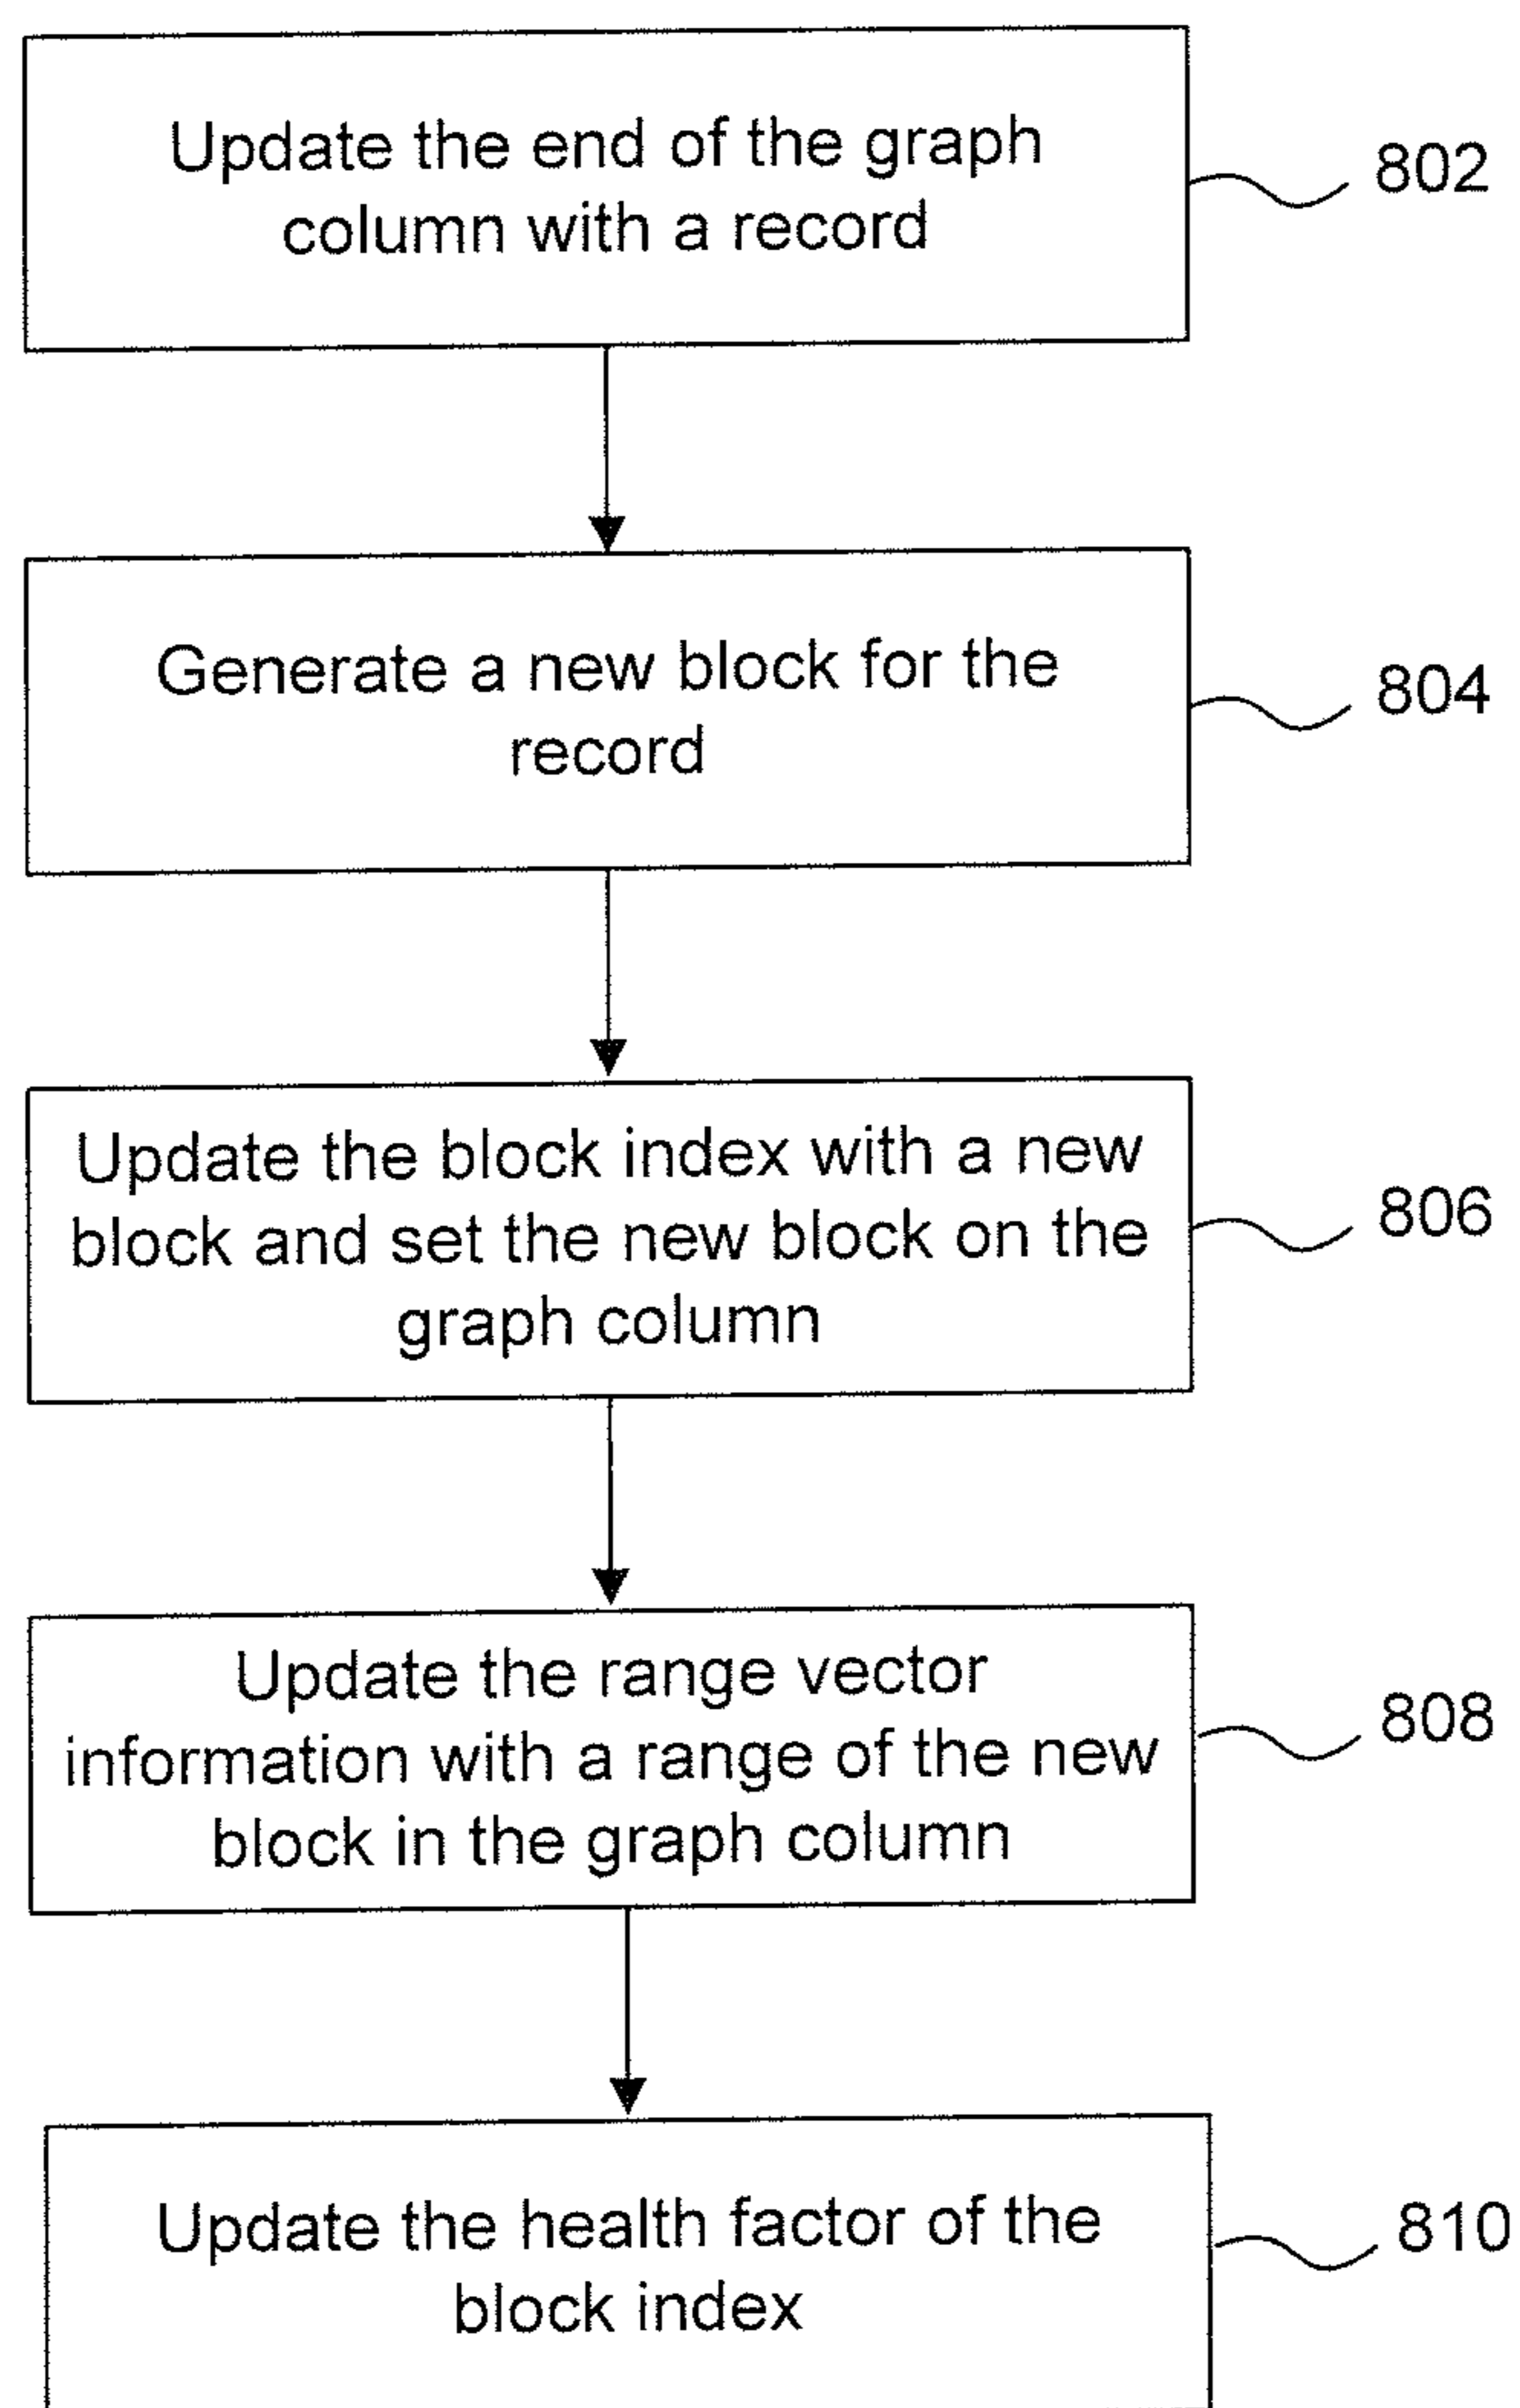 Update the end of the graph
column with a record
802
Generate a new block for the
record
804
Update the block index with a new
block and set the new block on the
graph column
806
Update the range vector
information with a range of the new
block in the graph column
808
Update the health factor of the
block index
810